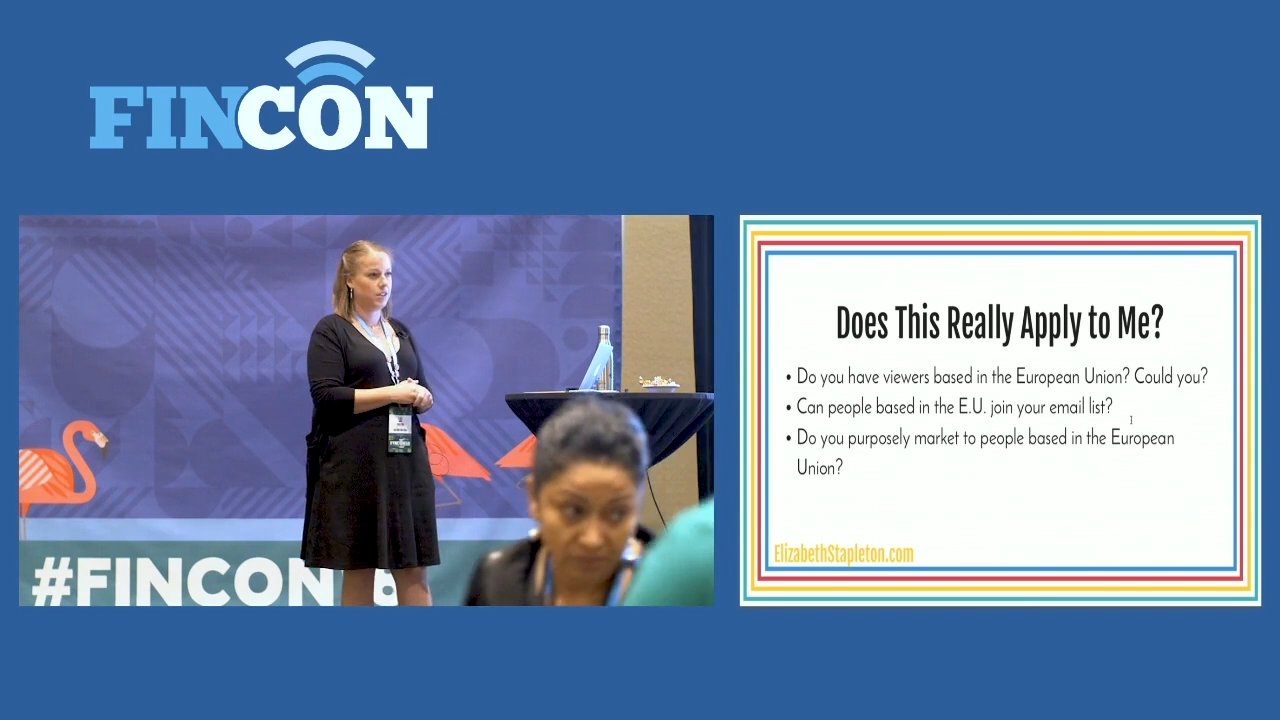 FINCON
Does This Really Apply to Me?
• Do you have viewers based in the European Union? Could you?
• Can people based in the E.U. join your email list?
• Do you purposely market to people based in the European
Union?
ElizabethStapleton.com
#FINCON